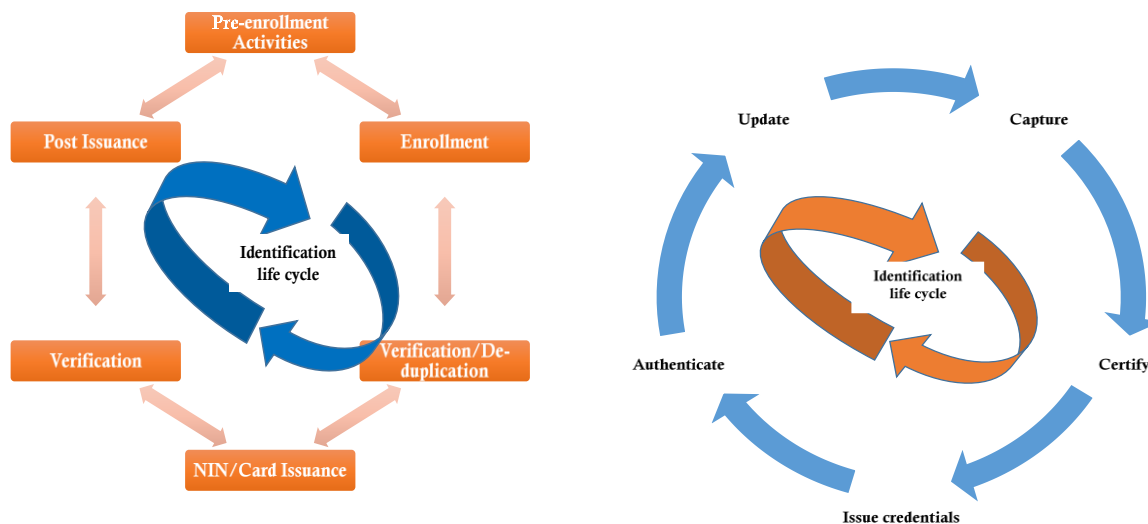 Pre-enrollment
Activities
Post Issuance
Enrollment
Identification
life cycle
Verification
Verification/De-
duplication
NIN/Card Issuance
Update
Capture
Identification
life cycle
Authenticate
Certify
Issue credentials